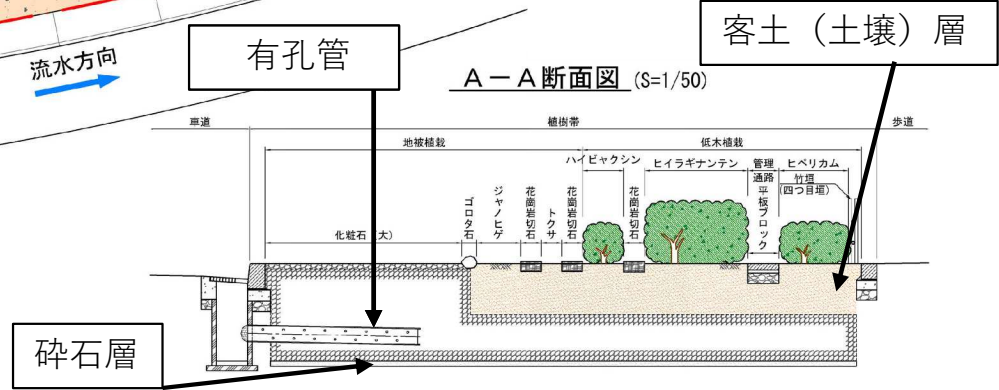 流水方向
有孔管
客土（土壌）層
A－A断面図 (S=1/50)
車道
植樹帯
歩道
地被植栽
低木植栽
ハイビャクシン
ヒイラギナンテン
管理
通路
ヒペリカム
竹垣
(四つ目垣)
化粧石（大）
ゴロタ石
ジャノヒゲ
花崗岩切石
トクサ
花崗岩切石
花崗岩切石
平板ブロック
砕石層